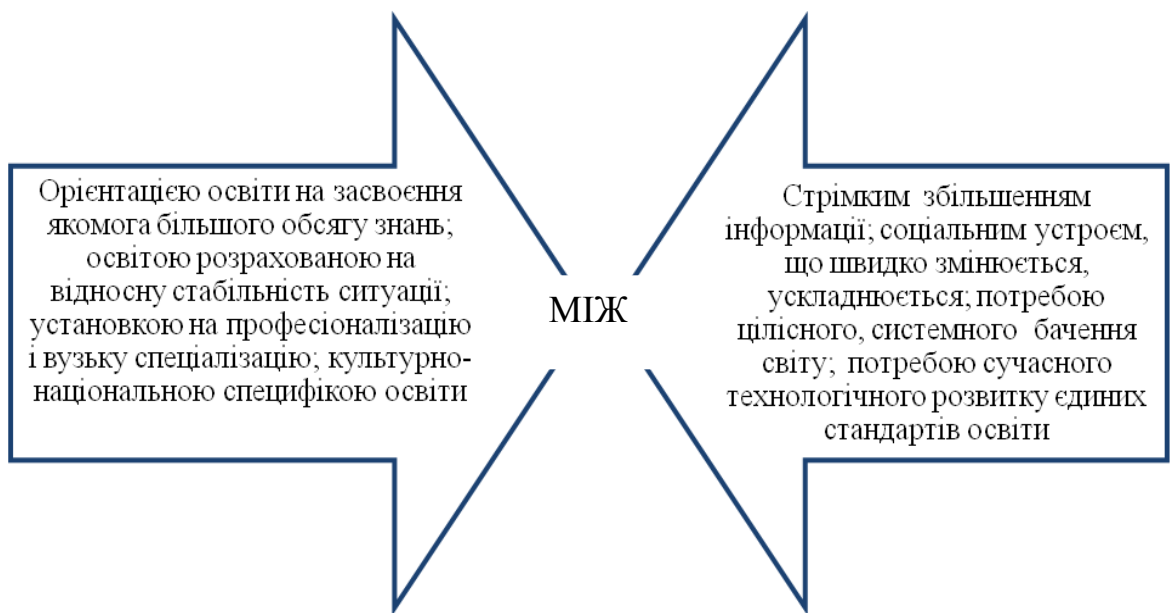 Орієнтацією освіти на засвоєння
якомога більшого обсягу знань;
освітою розрахованою на
відносну стабільність ситуації;
установкою на професіоналізацію
і вузьку спеціалізацію; культурно-
національною специфікою освіти
МІЖ
Стрімким збільшенням
інформації; соціальним устроєм,
що швидко змінюється,
ускладнюється; потребою
цілісного, системного бачення
світу; потребою сучасного
технологічного розвитку єдиних
стандартів освіти